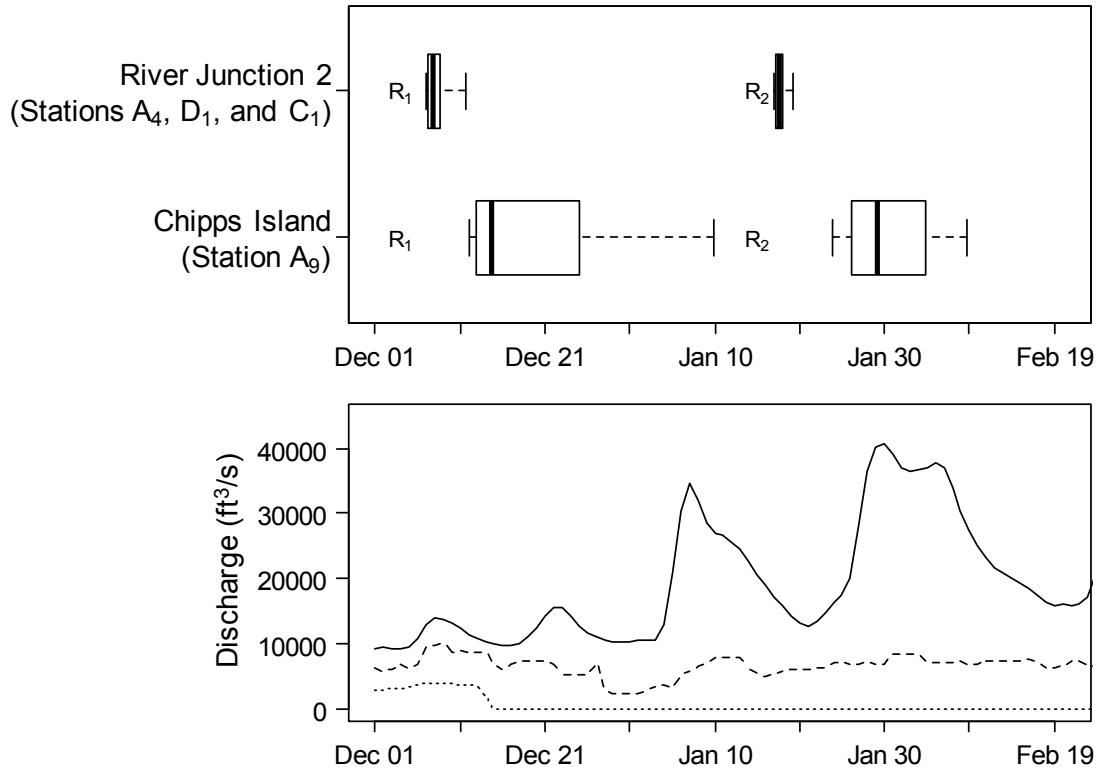 River Junction 2
(Stations A₄, D₁, and C₁)
R₁
R₂
Chipps Island
(Station A₉)
R₁
R₂
Dec 01
Dec 21
Jan 10
Jan 30
Feb 19
Discharge (ft³/s)
40000
30000
20000
10000
0
Dec 01
Dec 21
Jan 10
Jan 30
Feb 19